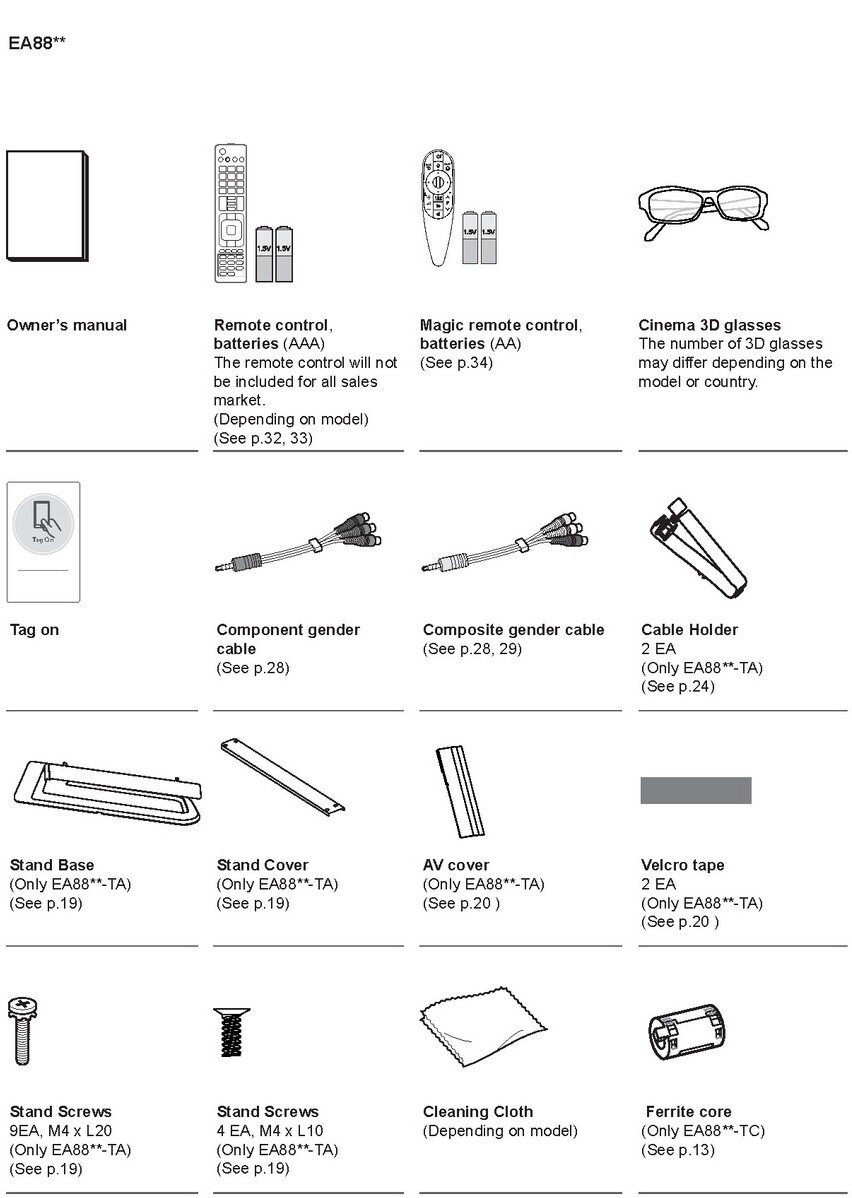 EA88**
1.5V
1.5V
1.5V
1.5V
Owner's manual
Remote control,
batteries (AAA)
The remote control will not
be included for all sales
market.
(Depending on model)
(See p.32, 33)
Magic remote control,
batteries (AA)
(See p.34)
Cinema 3D glasses
The number of 3D glasses
may differ depending on the
model or country.
Tag On
Tag on
Component gender
cable
(See p.28)
Composite gender cable
(See p.28, 29)
Cable Holder
2 EA
(Only EA88**-TA)
(See p.24)
Stand Base
(Only EA88**-TA)
(See p.19)
Stand Cover
(Only EA88**-TA)
(See p.19)
AV cover
(Only EA88**-TA)
(See p.20 )
Velcro tape
2 EA
(Only EA88**-TA)
(See p.20 )
Stand Screws
9EA, M4 x L20
(Only EA88**-TA)
(See p.19)
Stand Screws
4 EA, M4 x L10
(Only EA88**-TA)
(See p.19)
Cleaning Cloth
(Depending on model)
Ferrite core
(Only EA88**-TC)
(See p.13)